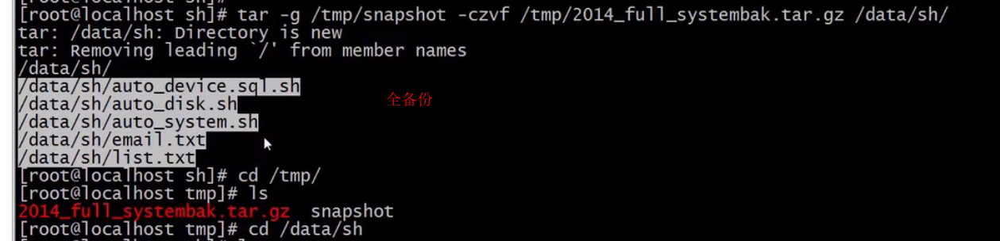 [root@localhost sh]# tar -g /tmp/snapshot -czvf /tmp/2014_full_systembak.tar.gz /data/sh/
tar: /data/sh: Directory is new
tar: Removing leading `/' from member names
/data/sh/
/data/sh/auto_device.sql.sh
全备份
/data/sh/auto_disk.sh
/data/sh/auto_system.sh
/data/sh/email.txt
/data/sh/list.txt
[root@localhost sh]# cd /tmp/
[root@localhost tmp]# ls
2014_full_systembak.tar.gz  snapshot
[root@localhost tmp]# cd /data/sh